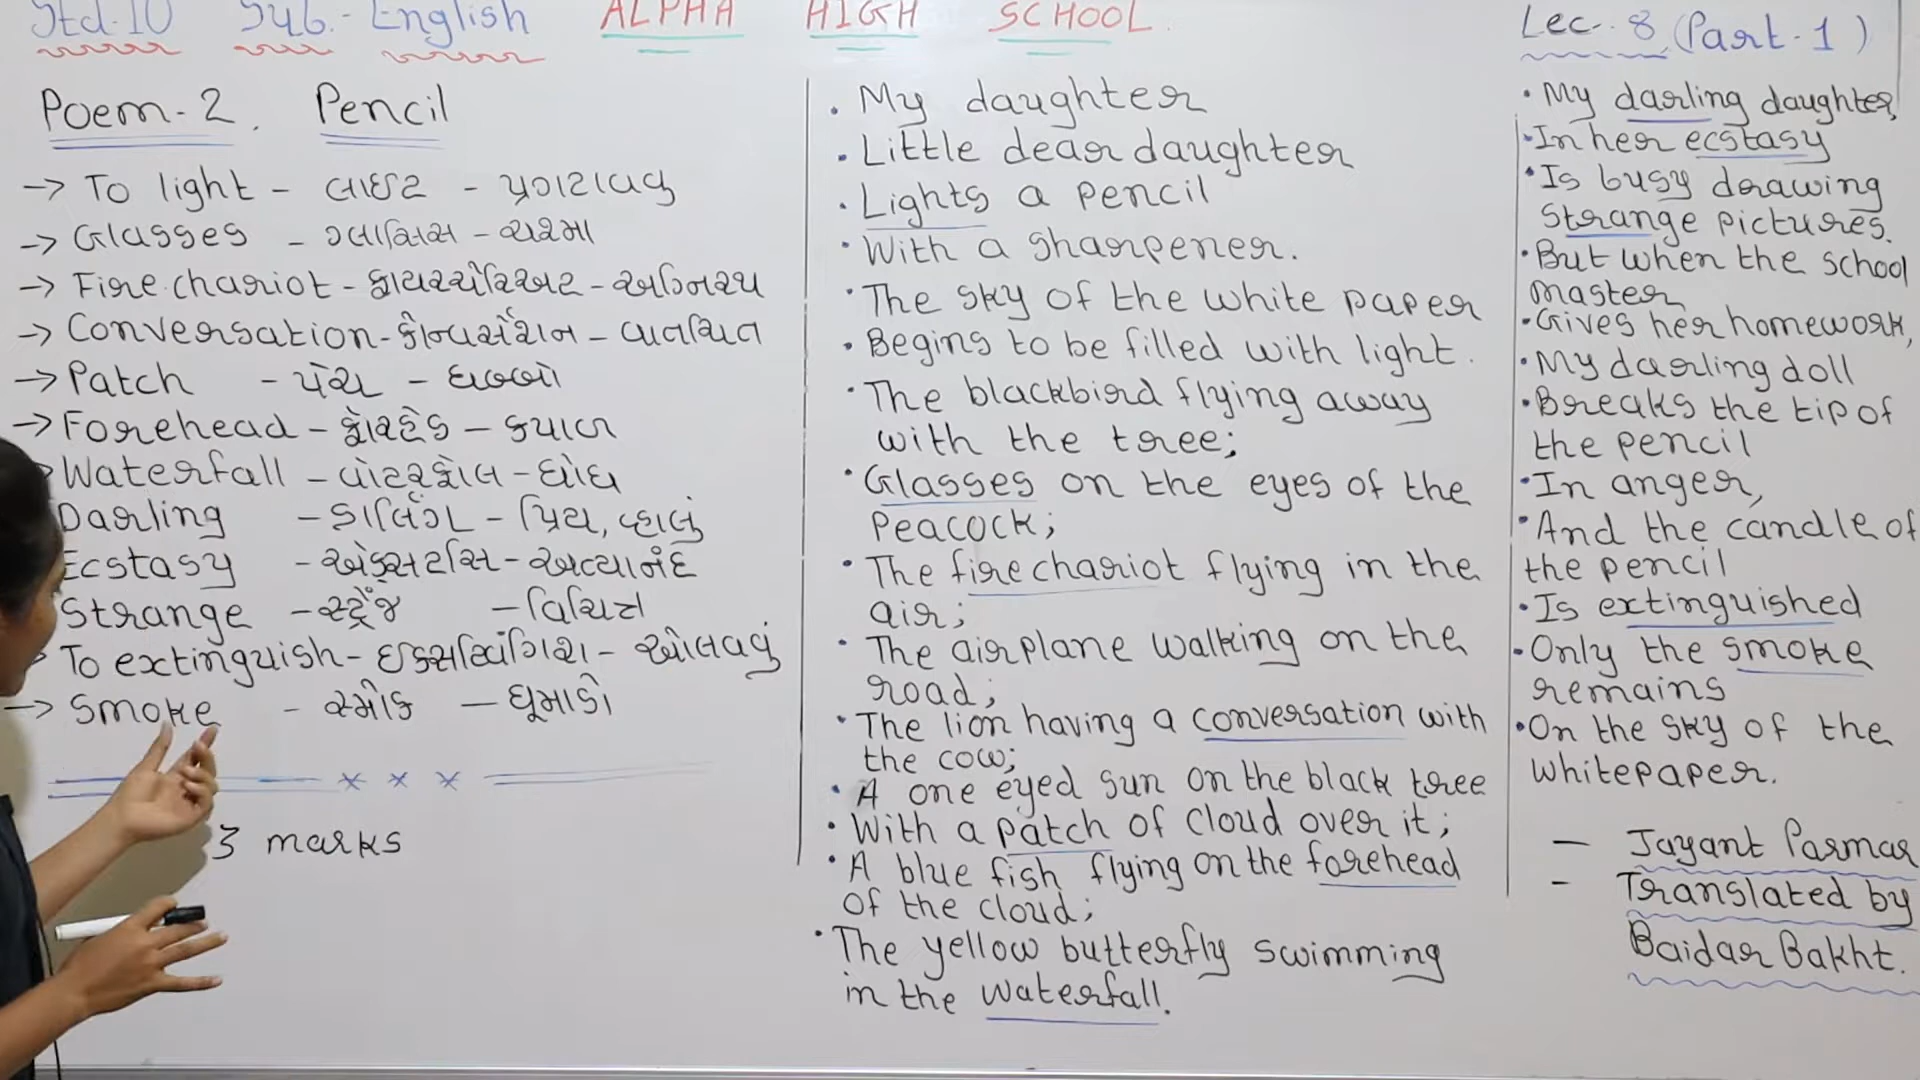 Std-10 Sub.- English ALPHA HIGH SCHOOL. Lec-8 (Part-1)
Poem-2. Pencil
→ To light - લાઈટ - પ્રગટાવવું
→ Glasses - ગ્લાસિસ - ચશ્મા
→ Fire chariot - ફાયરચૅરિઅટ - અગ્નિરથ
→ Conversation - કોન્વર્સેશન - વાતચિત
→ Patch - પૅચ - ધબ્બો
→ Forehead - ફોરહેડ - કપાળ
Waterfall - વોટરફોલ - ધોધ
Darling - ડાર્લિંગ - પ્રિય, વ્હાલું
Ecstasy - એક્સટસિ - અત્યાનંદ
Strange - સ્ટ્રેંજ - વિચિત્ર
To extinguish - ઈક્સટિંગ્વિશ - ઓલવવું
→ Smoke - સ્મોક - ધૂમાડો
* * *
3 marks
. My daughter
. Little dear daughter
. Lights a pencil
. With a sharpener.
. The sky of the white paper
. Begins to be filled with light.
. The blackbird flying away
with the tree;
. Glasses on the eyes of the
Peacock;
. The fire chariot flying in the
air;
. The airplane walking on the
road;
. The lion having a conversation with
the cow;
. A one eyed sun on the black tree
. With a patch of cloud over it;
. A blue fish flying on the forehead
of the cloud;
. The yellow butterfly swimming
in the waterfall.
. My darling daughter,
. In her ecstasy
. Is busy drawing
strange pictures.
. But when the school
master
. Gives her homework,
. My darling doll
. Breaks the tip of
the pencil
. In anger,
. And the candle of
the pencil
. Is extinguished
. Only the smoke
remains
. On the sky of the
whitepaper.
- Jayant Parmar
- Translated by
Baidar Bakht.